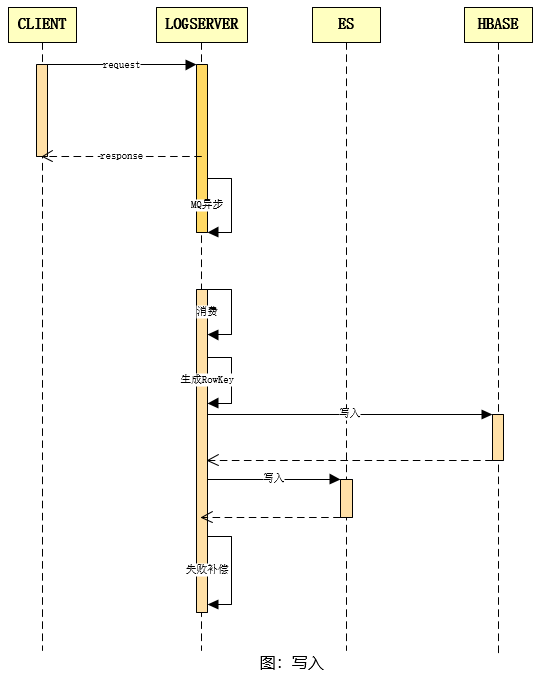 CLIENT
LOGSERVER
ES
HBASE
request
response
MQ异步
消费
生成RowKey
写入
写入
失败补偿
图：写入